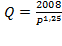 Q = 2008 / P^1,25